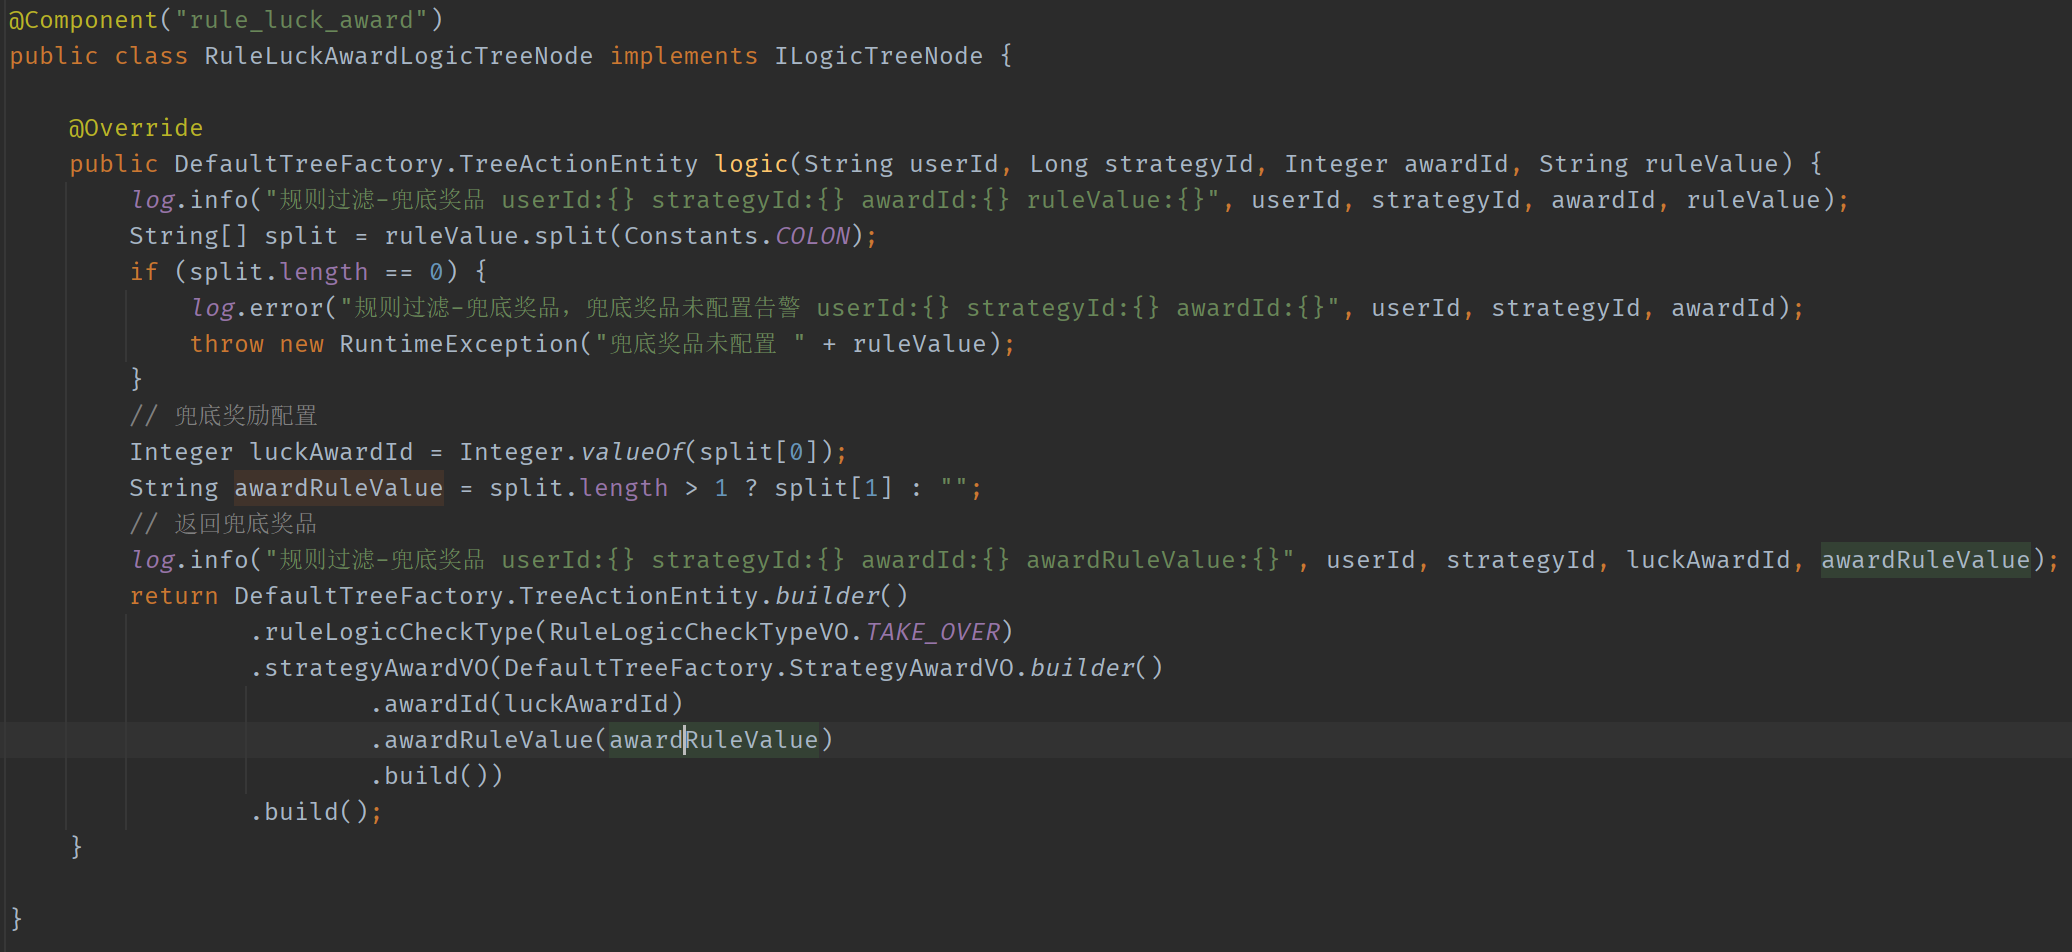 @Component("rule_luck_award")
public class RuleLuckAwardLogicTreeNode implements ILogicTreeNode {
@Override
public DefaultTreeFactory.TreeActionEntity logic(String userId, Long strategyId, Integer awardId, String ruleValue) {
log.info("规则过滤-兜底奖品 userId:{} strategyId:{} awardId:{} ruleValue:{}", userId, strategyId, awardId, ruleValue);
String[] split = ruleValue.split(Constants.COLON);
if (split.length == 0) {
log.error("规则过滤-兜底奖品，兜底奖品未配置告警 userId:{} strategyId:{} awardId:{}", userId, strategyId, awardId);
throw new RuntimeException("兜底奖品未配置 " + ruleValue);
}
// 兜底奖励配置
Integer luckAwardId = Integer.valueOf(split[0]);
String awardRuleValue = split.length > 1 ? split[1] : "";
// 返回兜底奖品
log.info("规则过滤-兜底奖品 userId:{} strategyId:{} awardId:{} awardRuleValue:{}", userId, strategyId, luckAwardId, awardRuleValue);
return DefaultTreeFactory.TreeActionEntity.builder()
.ruleLogicCheckType(RuleLogicCheckTypeVO.TAKE_OVER)
.strategyAwardVO(DefaultTreeFactory.StrategyAwardVO.builder()
.awardId(luckAwardId)
.awardRuleValue(awardRuleValue)
.build())
.build();
}
}